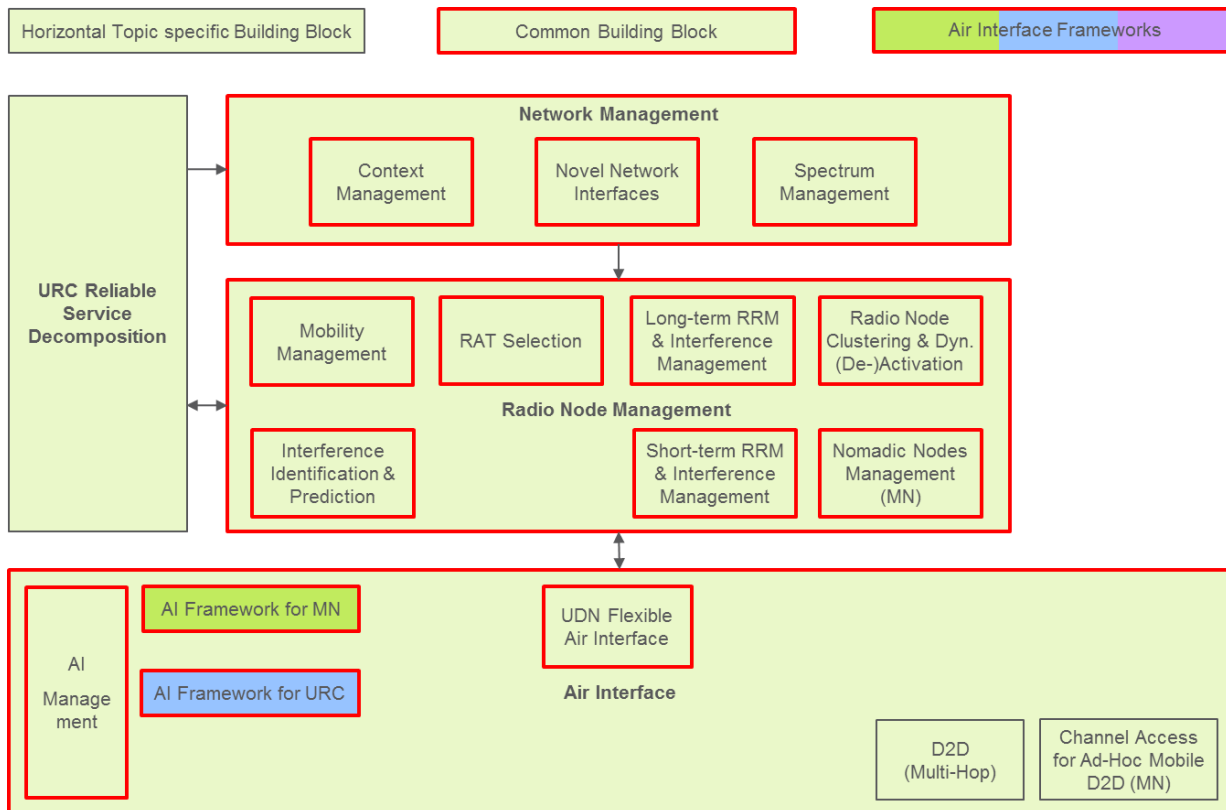 Horizontal Topic specific Building Block
Common Building Block
Air Interface Frameworks
URC Reliable
Service
Decomposition
Network Management
Context
Management
Novel Network
Interfaces
Spectrum
Management
Mobility
Management
RAT Selection
Long-term RRM
& Interference
Management
Radio Node
Clustering & Dyn.
(De-)Activation
Radio Node Management
Interference
Identification &
Prediction
Short-term RRM
& Interference
Management
Nomadic Nodes
Management
(MN)
AI
Manage
ment
AI Framework for MN
AI Framework for URC
UDN Flexible
Air Interface
Air Interface
D2D
(Multi-Hop)
Channel Access
for Ad-Hoc Mobile
D2D (MN)